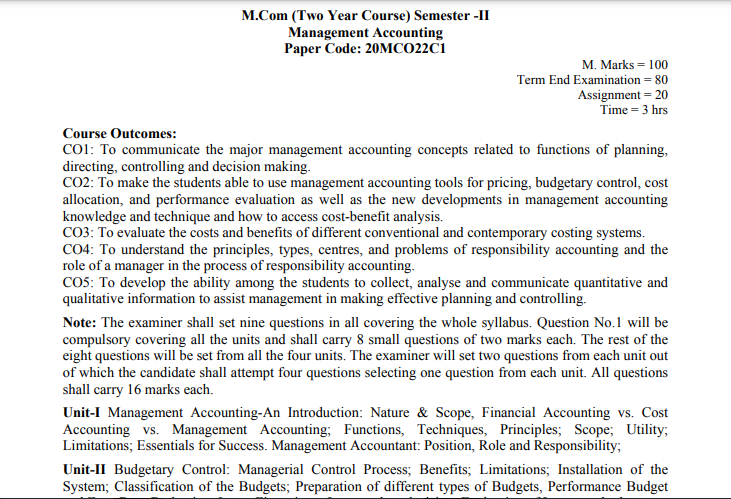 M.Com (Two Year Course) Semester -II
Management Accounting
Paper Code: 20MCO22C1
M. Marks = 100
Term End Examination = 80
Assignment = 20
Time = 3 hrs
Course Outcomes:
CO1: To communicate the major management accounting concepts related to functions of planning,
directing, controlling and decision making.
CO2: To make the students able to use management accounting tools for pricing, budgetary control, cost
allocation, and performance evaluation as well as the new developments in management accounting
knowledge and technique and how to access cost-benefit analysis.
CO3: To evaluate the costs and benefits of different conventional and contemporary costing systems.
CO4: To understand the principles, types, centres, and problems of responsibility accounting and the
role of a manager in the process of responsibility accounting.
CO5: To develop the ability among the students to collect, analyse and communicate quantitative and
qualitative information to assist management in making effective planning and controlling.
Note: The examiner shall set nine questions in all covering the whole syllabus. Question No.1 will be
compulsory covering all the units and shall carry 8 small questions of two marks each. The rest of the
eight questions will be set from all the four units. The examiner will set two questions from each unit out
of which the candidate shall attempt four questions selecting one question from each unit. All questions
shall carry 16 marks each.
Unit-I Management Accounting-An Introduction: Nature & Scope, Financial Accounting vs. Cost
Accounting vs. Management Accounting; Functions, Techniques, Principles; Scope; Utility;
Limitations; Essentials for Success. Management Accountant: Position, Role and Responsibility;
Unit-II Budgetary Control: Managerial Control Process; Benefits; Limitations; Installation of the
System; Classification of the Budgets; Preparation of different types of Budgets, Performance Budget